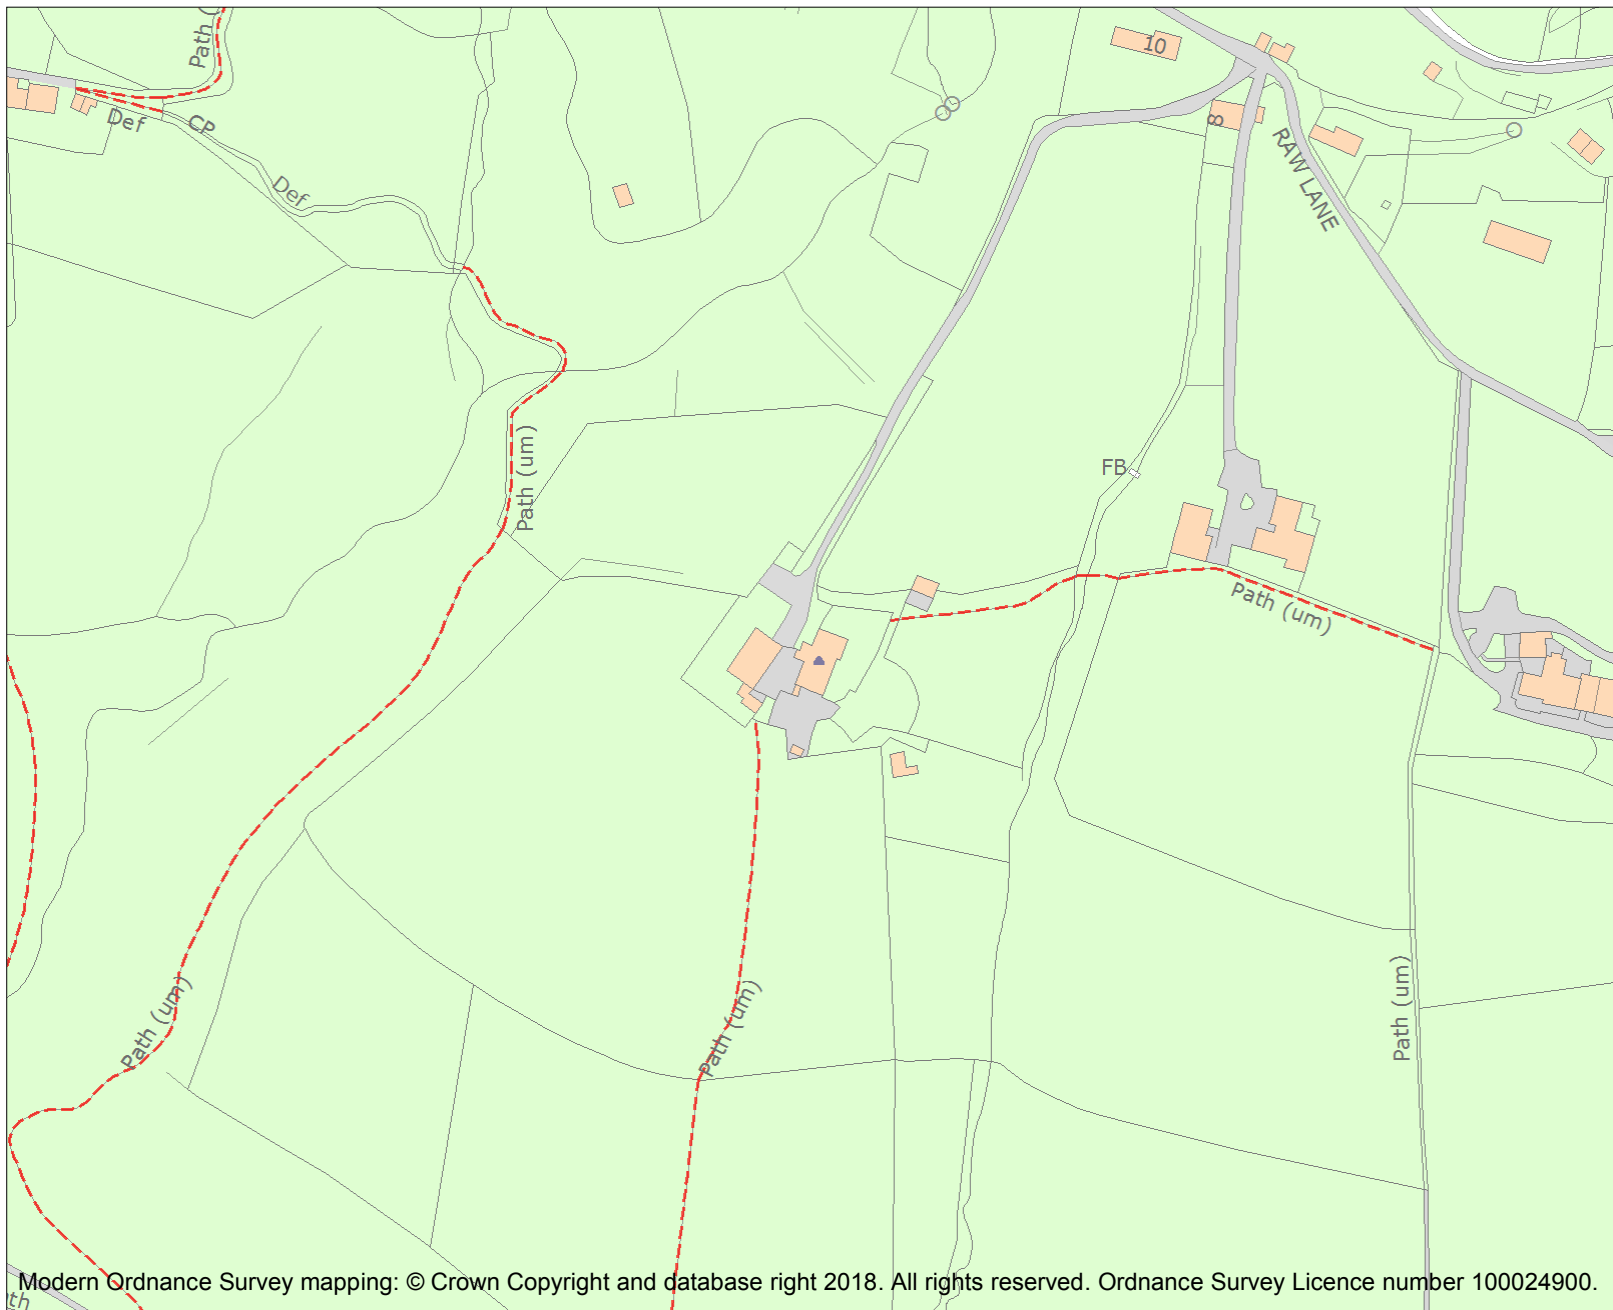 Path (
10
Def
CP
8
RAW LANE
Def
Path (um)
FB
Path (um)
Path (um)
Path (um)
Path (um)
Modern Ordnance Survey mapping: © Crown Copyright and database right 2018. All rights reserved. Ordnance Survey Licence number 100024900.
th